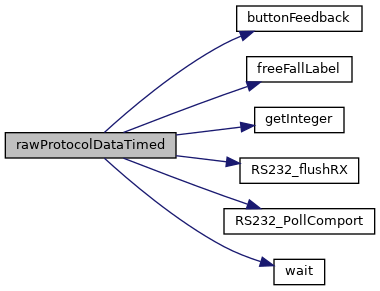 buttonFeedback
freeFallLabel
getInteger
rawProtocolDataTimed
RS232_flushRX
RS232_PollComport
wait